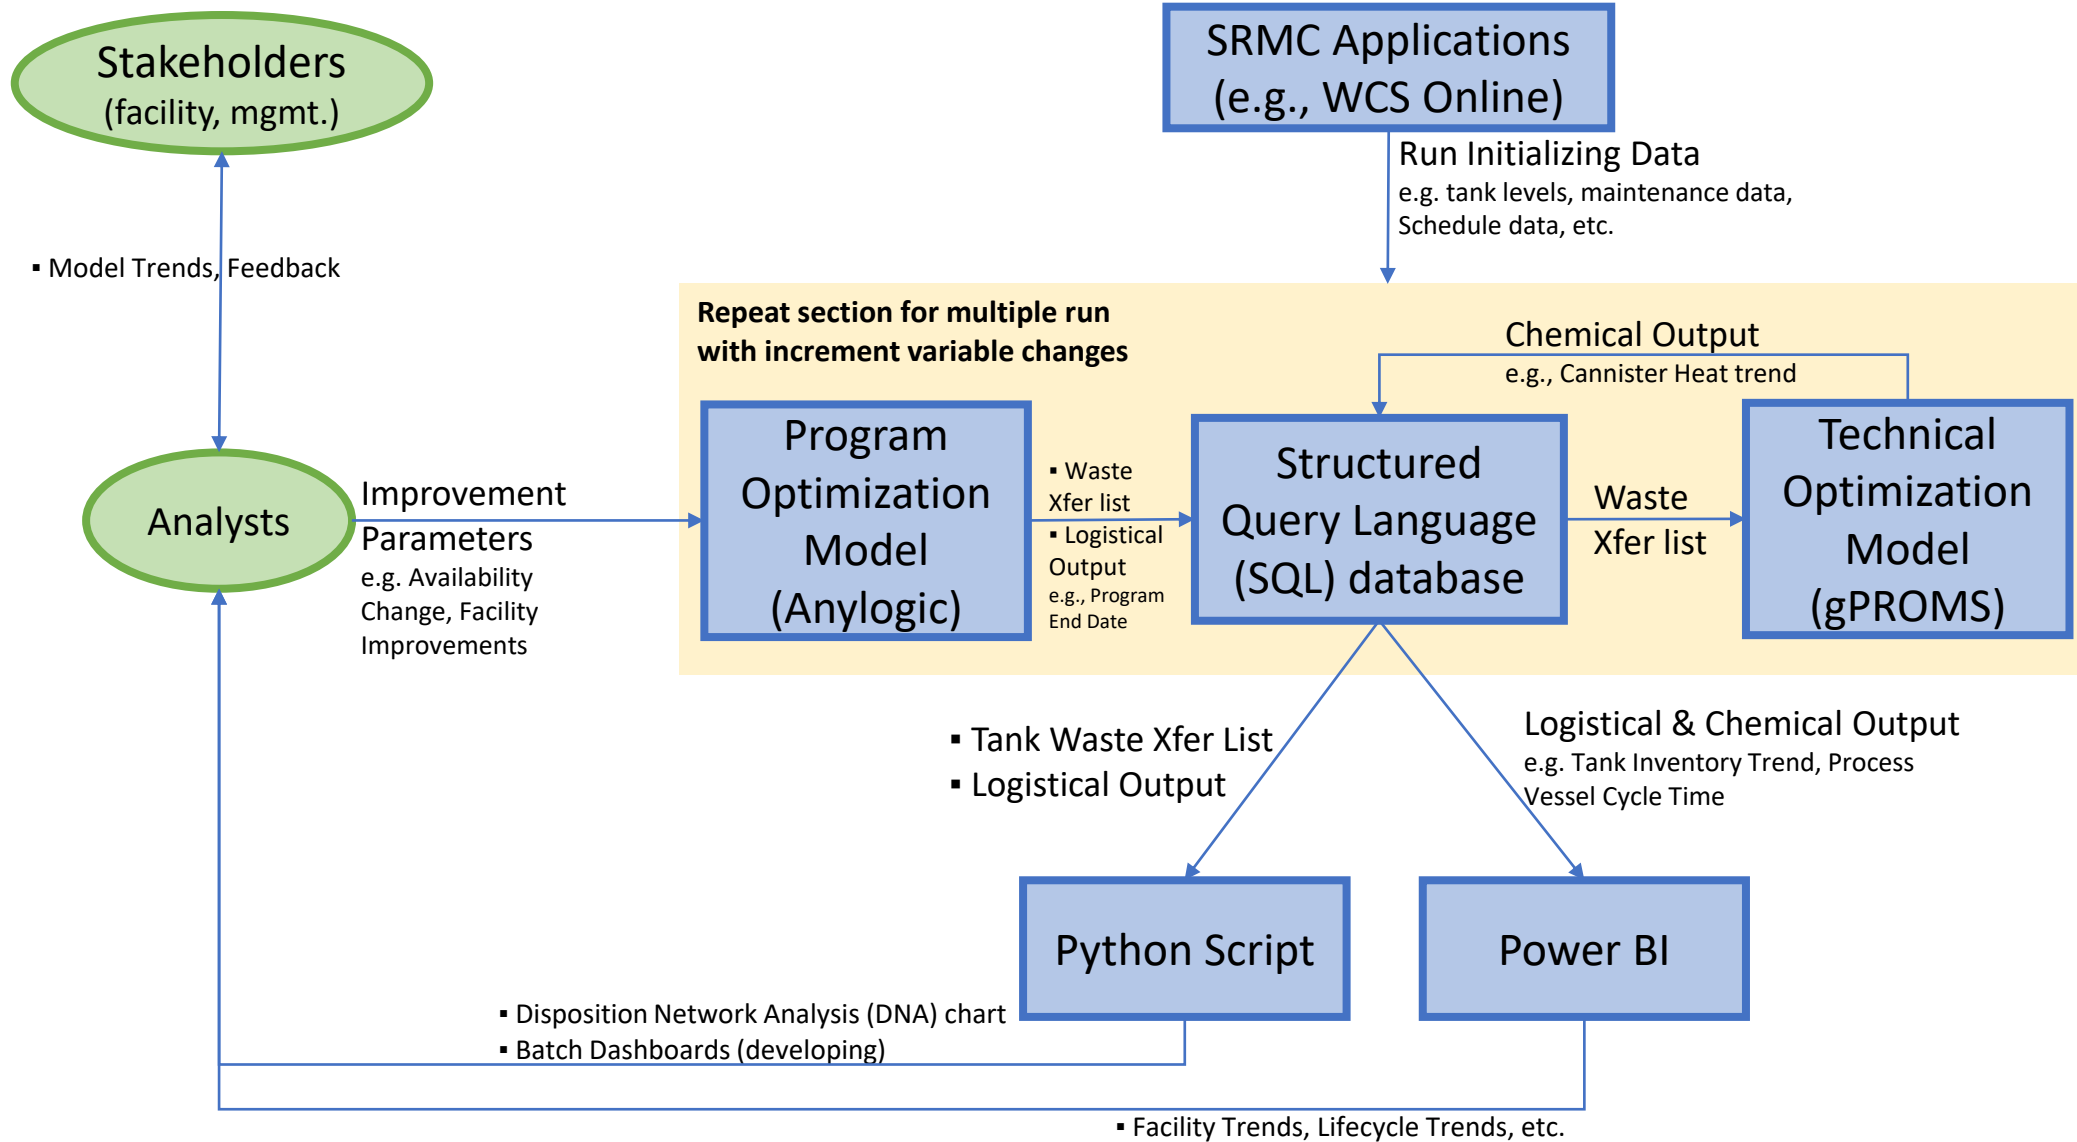 Stakeholders
(facility, mgmt.)
SRMC Applications
(e.g., WCS Online)
Run Initializing Data
e.g. tank levels, maintenance data,
Schedule data, etc.
▪ Model Trends, Feedback
Repeat section for multiple run
with increment variable changes
Chemical Output
e.g., Cannister Heat trend
Analysts
Improvement
Parameters
e.g. Availability
Change, Facility
Improvements
Program
Optimization
Model
(Anylogic)
▪ Waste
Xfer list
▪ Logistical
Output
e.g., Program
End Date
Structured
Query Language
(SQL) database
Waste
Xfer list
Technical
Optimization
Model
(gPROMS)
▪ Tank Waste Xfer List
▪ Logistical Output
Logistical & Chemical Output
e.g. Tank Inventory Trend, Process
Vessel Cycle Time
Python Script
Power BI
▪ Disposition Network Analysis (DNA) chart
▪ Batch Dashboards (developing)
▪ Facility Trends, Lifecycle Trends, etc.